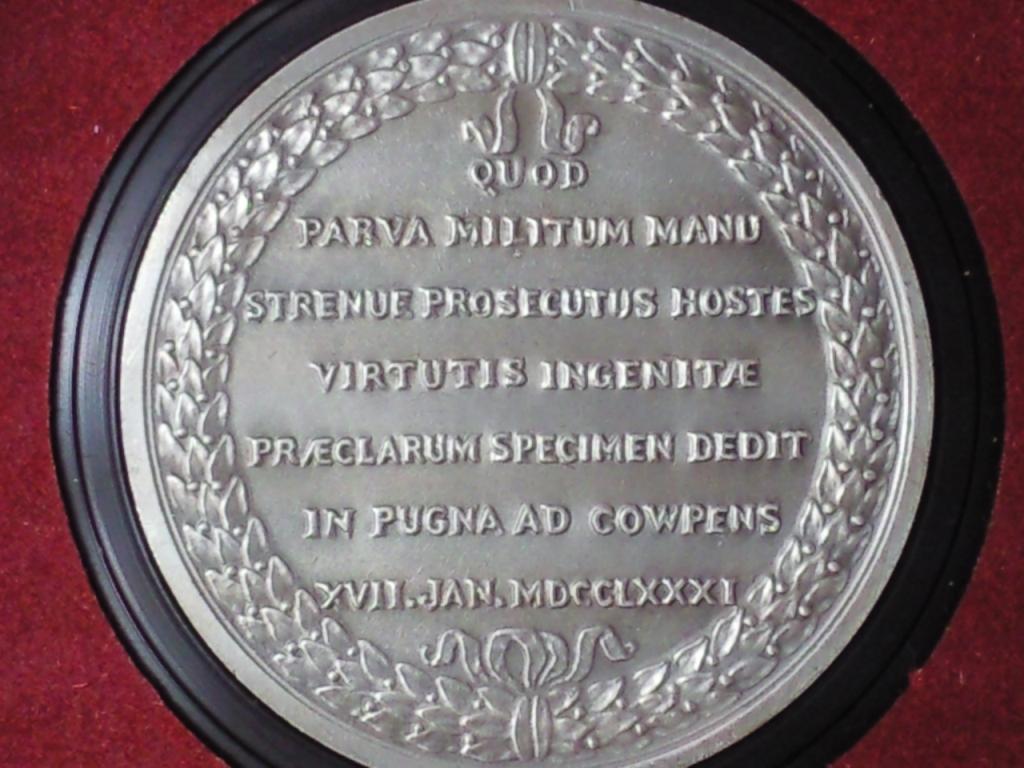 QUOD
PARVA MILITUM MANU
STRENUE PROSECUTUS HOSTES
VIRTUTIS INGENITÆ
PRÆCLARUM SPECIMEN DEDIT
IN PUGNA AD COWPENS
XVII. JAN. MDCCLXXXI